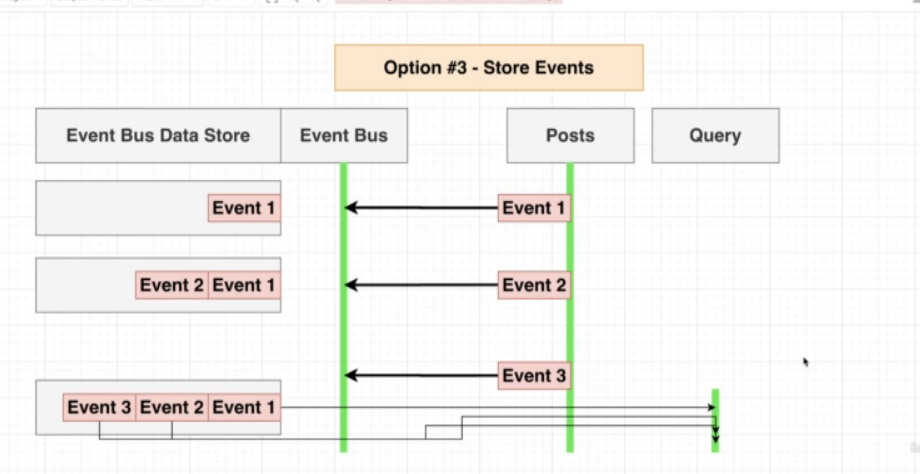 Option #3 - Store Events
Event Bus Data Store
Event Bus
Posts
Query
Event 1
Event 1
Event 2
Event 1
Event 2
Event 3
Event 3
Event 2
Event 1